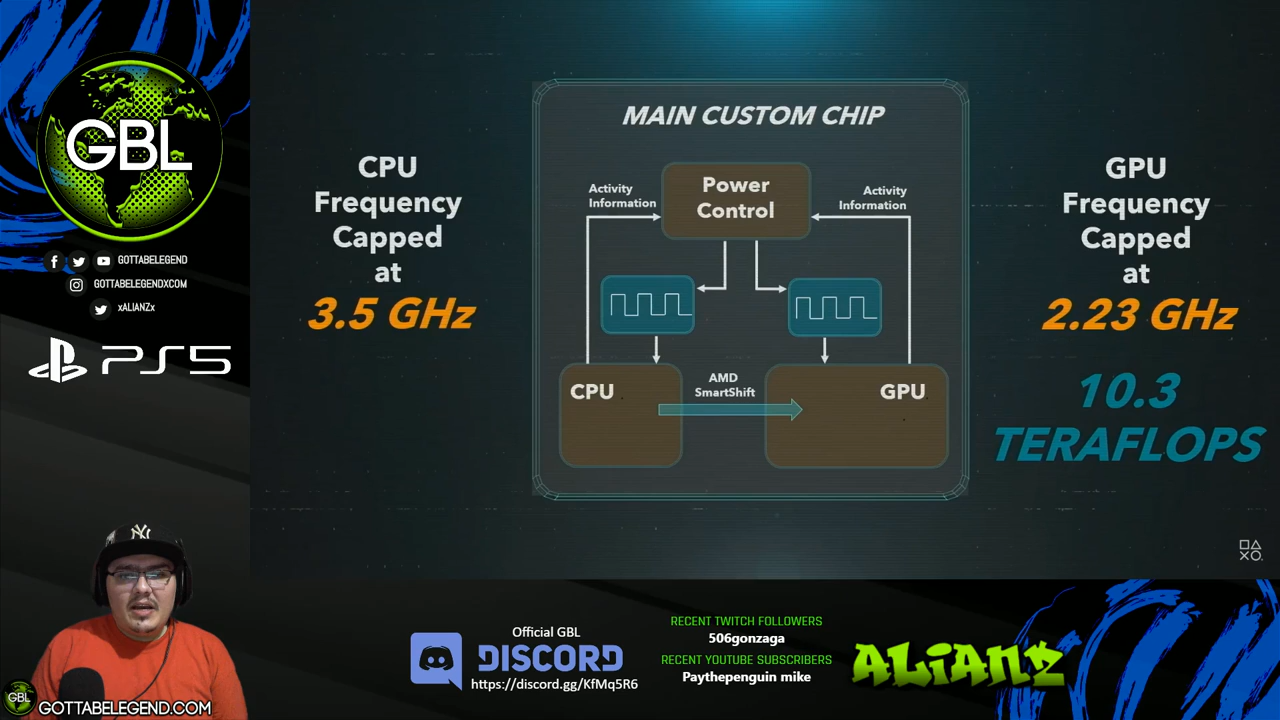 GBL
GOTTABELEGEND
GOTTABELEGENDXCOM
xALIANZx
PS5
MAIN CUSTOM CHIP
CPU
Frequency
Capped
at
3.5 GHz
Activity
Information
Power
Control
Activity
Information
CPU
AMD
SmartShift
GPU
GPU
Frequency
Capped
at
2.23 GHz
10.3
TERAFLOPS
NY
GBL
GOTTABELEGEND.COM
Official GBL
DISCORD
https://discord.gg/KfMq5R6
RECENT TWITCH FOLLOWERS
506gonzaga
RECENT YOUTUBE SUBSCRIBERS
Paythepenguin mike
ALiANZ